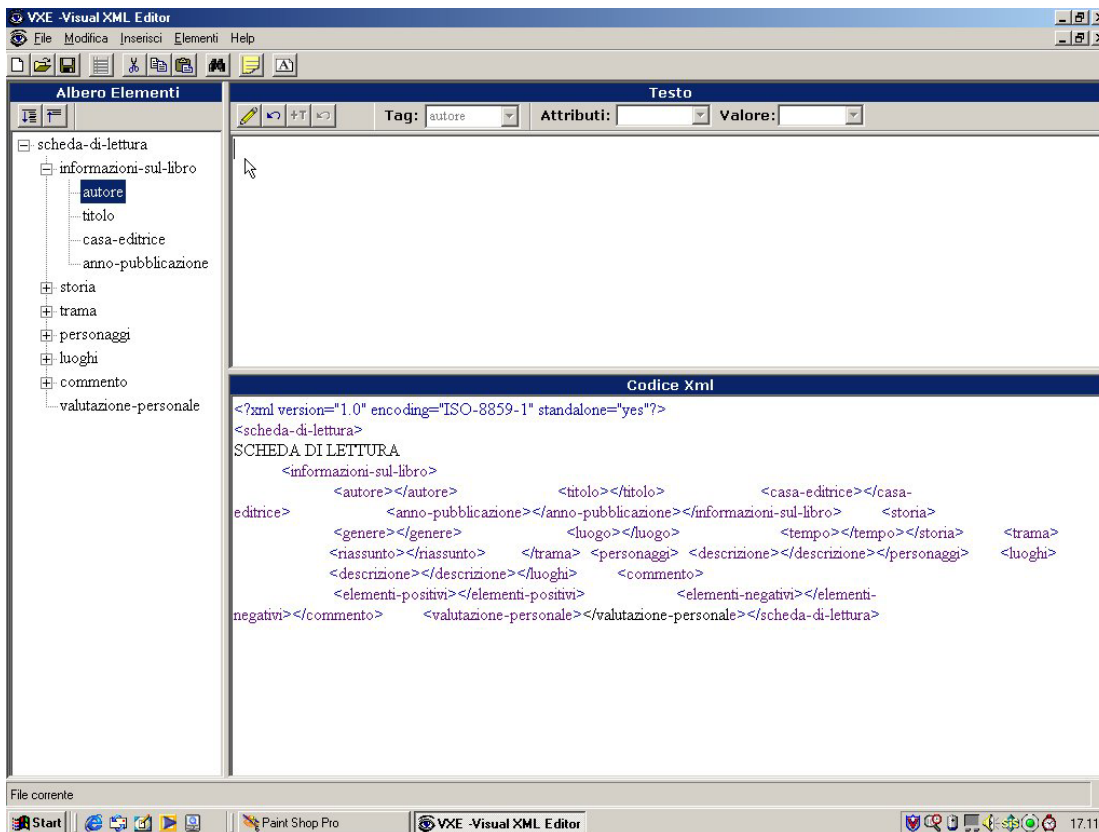 VXE -Visual XML Editor
File Modifica Inserisci Elementi Help
Albero Elementi
Testo
+T
Tag: autore Attributi: Valore:
scheda-di-lettura
informazioni-sul-libro
autore
titolo
casa-editrice
anno-pubblicazione
storia
trama
personaggi
luoghi
commento
valutazione-personale
Codice Xml
<?xml version="1.0" encoding="ISO-8859-1" standalone="yes"?>
<scheda-di-lettura>
SCHEDA DI LETTURA
<informazioni-sul-libro>
<autore></autore> <titolo></titolo> <casa-editrice></casa-
editrice> <anno-pubblicazione></anno-pubblicazione></informazioni-sul-libro> <storia>
<genere></genere> <luogo></luogo> <tempo></tempo></storia> <trama>
<riassunto></riassunto> </trama> <personaggi> <descrizione></descrizione></personaggi> <luoghi>
<descrizione></descrizione></luoghi> <commento>
<elementi-positivi></elementi-positivi> <elementi-negativi></elementi-
negativi></commento> <valutazione-personale></valutazione-personale></scheda-di-lettura>
File corrente
Start Paint Shop Pro VXE -Visual XML Editor 17.11